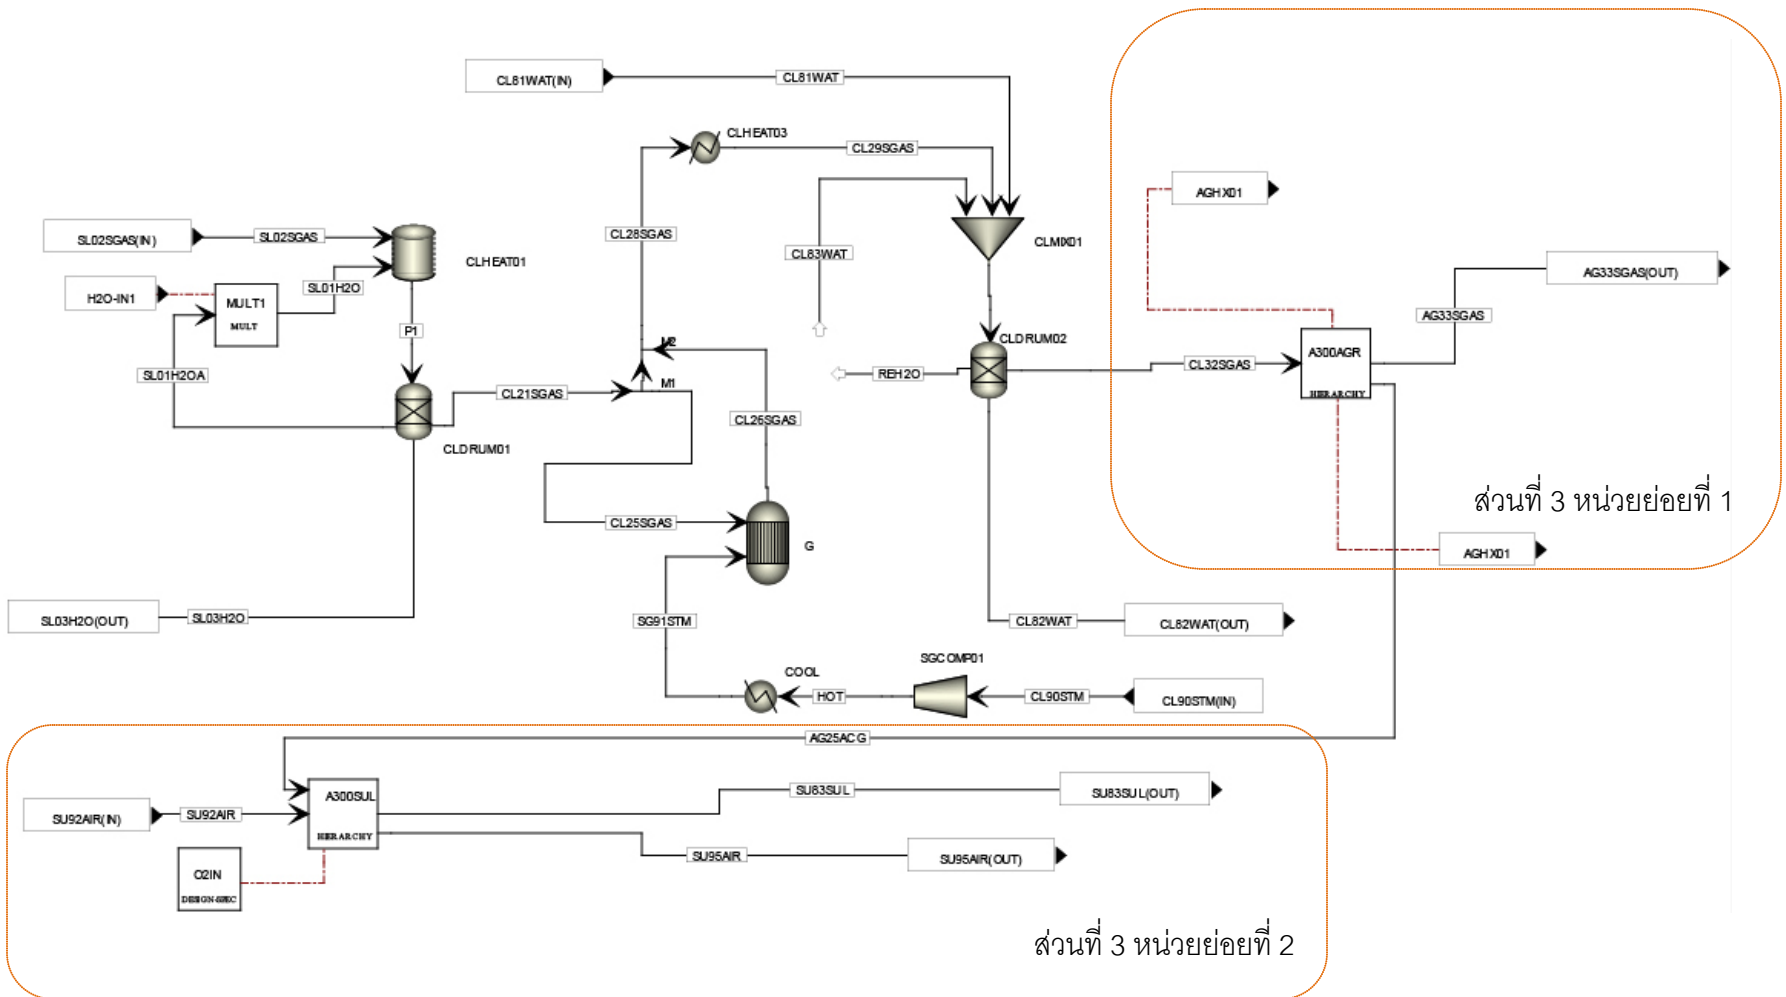 CL81WAT(IN)
CL81WAT
CLHEAT03
CL29SGAS
AGHX01
SL02SGAS(IN)
SL02SGAS
CLHEAT01
CL28SGAS
CL83WAT
CLMIX01
AG33SGAS(OUT)
H2O-IN1
MULT1
MULT
SL01H2O
P1
AG33SGAS
M2
CLDRUM02
A300AGR
HIERARCHY
SL01H2OA
CL21SGAS
M1
REH2O
CL32SGAS
CL26SGAS
CLDRUM01
ส่วนที่ 3 หน่วยย่อยที่ 1
CL25SGAS
G
AGHX01
SL03H2O(OUT)
SL03H2O
SG91STM
CL82WAT
CL82WAT(OUT)
COOL
SGCOMP01
HOT
CL90STM
CL90STM(IN)
AG25ACG
A300SUL
HIERARCHY
SU83SUL
SU83SUL(OUT)
SU92AIR(IN)
SU92AIR
SU95AIR
SU95AIR(OUT)
O2IN
DESIGN-SPEC
ส่วนที่ 3 หน่วยย่อยที่ 2